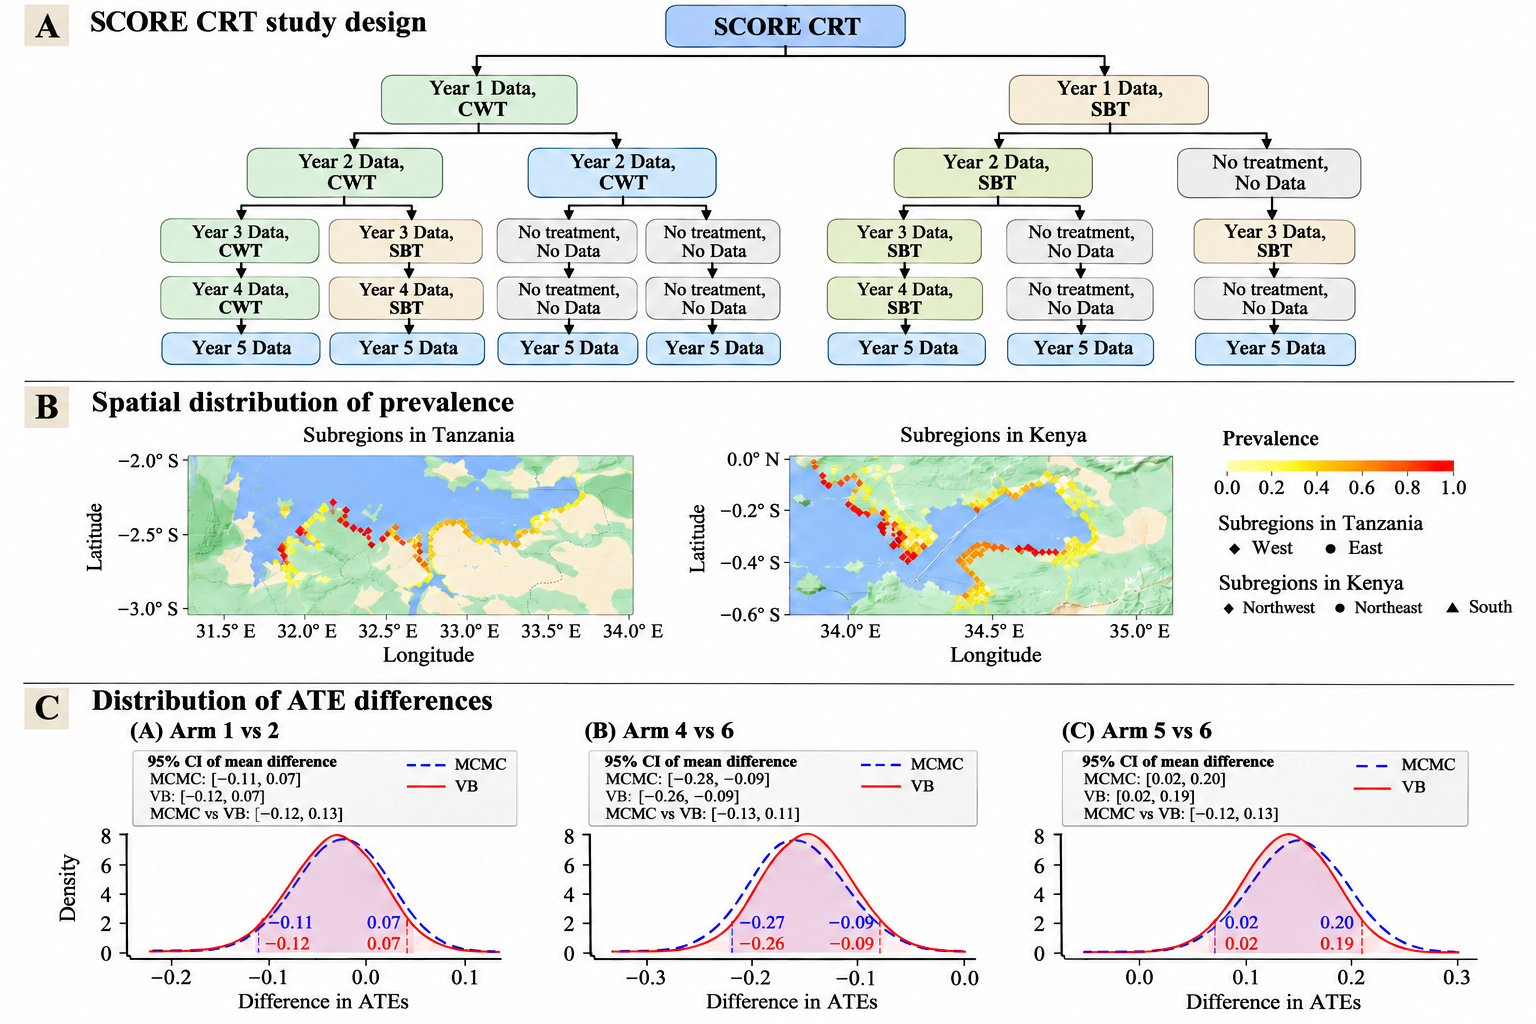 A
SCORE CRT study design
SCORE CRT
Year 1 Data,
CWT
Year 1 Data,
SBT
Year 2 Data,
CWT
Year 2 Data,
CWT
Year 2 Data,
SBT
No treatment,
No Data
Year 3 Data,
CWT
Year 3 Data,
SBT
No treatment,
No Data
No treatment,
No Data
Year 3 Data,
SBT
No treatment,
No Data
Year 3 Data,
SBT
Year 4 Data,
CWT
Year 4 Data,
SBT
No treatment,
No Data
No treatment,
No Data
Year 4 Data,
SBT
No treatment,
No Data
No treatment,
No Data
Year 5 Data
Year 5 Data
Year 5 Data
Year 5 Data
Year 5 Data
Year 5 Data
Year 5 Data
B
Spatial distribution of prevalence
Subregions in Tanzania
Latitude
−2.0° S
−2.5° S
−3.0° S
31.5° E 32.0° E 32.5° E 33.0° E 33.5° E 34.0° E
Longitude
Subregions in Kenya
Latitude
0.0° N
−0.2° S
−0.4° S
−0.6° S
34.0° E 34.5° E 35.0° E
Longitude
Prevalence
0.0 0.2 0.4 0.6 0.8 1.0
Subregions in Tanzania
West East
Subregions in Kenya
Northwest Northeast South
C
Distribution of ATE differences
(A) Arm 1 vs 2
95% CI of mean difference
MCMC: [−0.11, 0.07]
VB: [−0.12, 0.07]
MCMC vs VB: [−0.12, 0.13]
MCMC
VB
Density
8
6
4
2
0
−0.11 0.07
−0.12 0.07
−0.2 −0.1 0.0 0.1
Difference in ATEs
(B) Arm 4 vs 6
95% CI of mean difference
MCMC: [−0.28, −0.09]
VB: [−0.26, −0.09]
MCMC vs VB: [−0.13, 0.11]
MCMC
VB
8
6
4
2
0
−0.27 −0.09
−0.26 −0.09
−0.3 −0.2 −0.1 0.0
Difference in ATEs
(C) Arm 5 vs 6
95% CI of mean difference
MCMC: [0.02, 0.20]
VB: [0.02, 0.19]
MCMC vs VB: [−0.12, 0.13]
MCMC
VB
8
6
4
2
0
0.02 0.20
0.02 0.19
0.0 0.1 0.2 0.3
Difference in ATEs